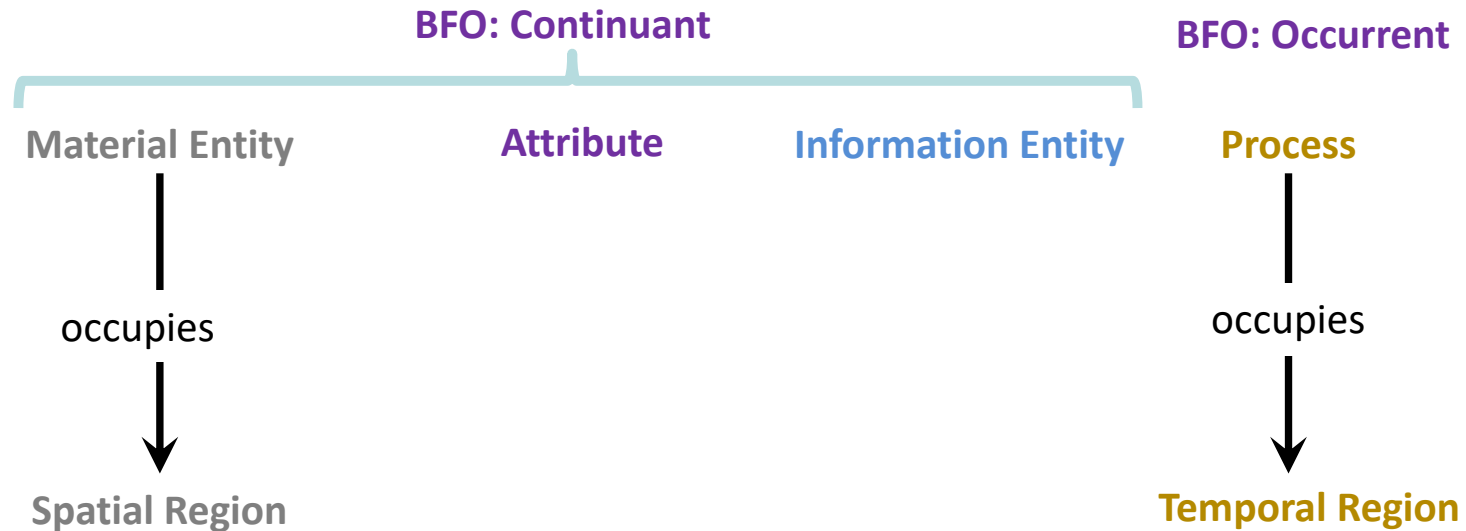 BFO: Continuant
BFO: Occurrent
Material Entity
Attribute
Information Entity
Process
occupies
occupies
Spatial Region
Temporal Region